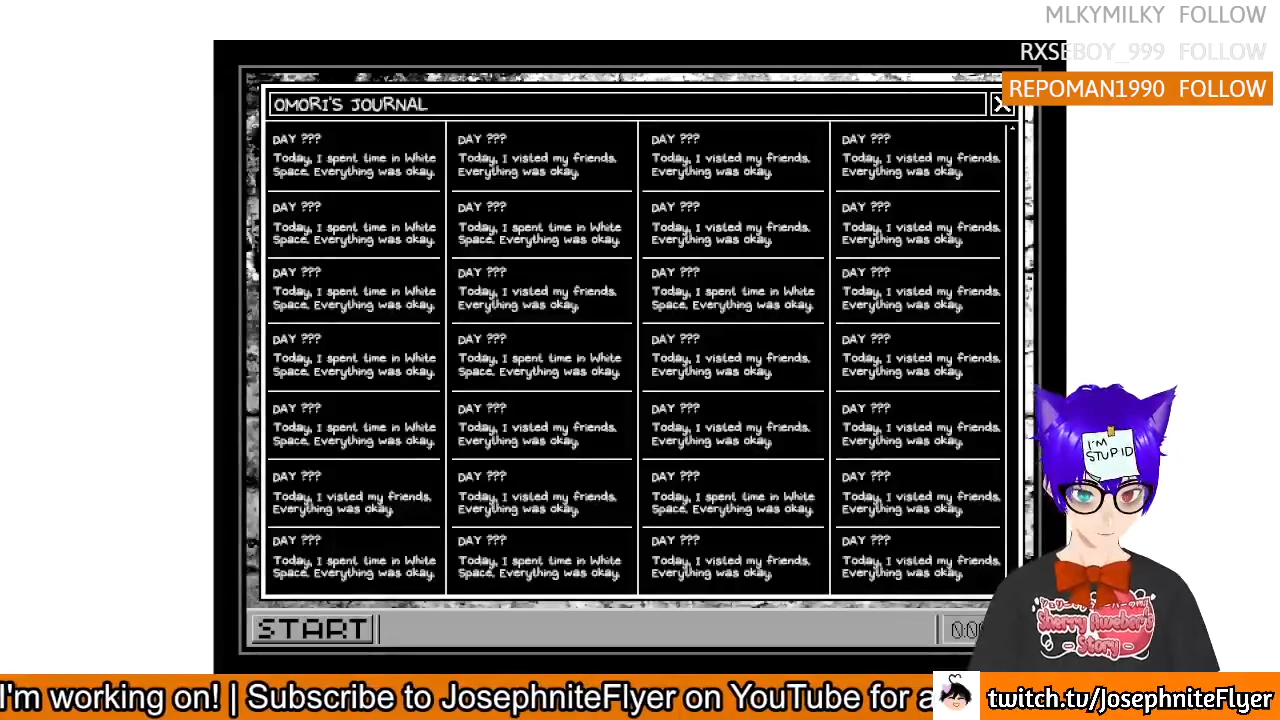 MLKYMILKY FOLLOW
RXSEBOY_999 FOLLOW
REPOMAN1990 FOLLOW
OMORI'S JOURNAL
X
DAY ???
Today, I spent time in White
Space. Everything was okay.
DAY ???
Today, I visited my friends.
Everything was okay.
DAY ???
Today, I visited my friends.
Everything was okay.
DAY ???
Today, I visited my friends.
Everything was okay.
DAY ???
Today, I spent time in White
Space. Everything was okay.
DAY ???
Today, I spent time in White
Space. Everything was okay.
DAY ???
Today, I visited my friends.
Everything was okay.
DAY ???
Today, I visited my friends.
Everything was okay.
DAY ???
Today, I spent time in White
Space. Everything was okay.
DAY ???
Today, I visited my friends.
Everything was okay.
DAY ???
Today, I spent time in White
Space. Everything was okay.
DAY ???
Today, I visited my friends.
Everything was okay.
DAY ???
Today, I spent time in White
Space. Everything was okay.
DAY ???
Today, I spent time in White
Space. Everything was okay.
DAY ???
Today, I visited my friends.
Everything was okay.
DAY ???
Today, I visited my friends.
Everything was okay.
DAY ???
Today, I spent time in White
Space. Everything was okay.
DAY ???
Today, I visited my friends.
Everything was okay.
DAY ???
Today, I visited my friends.
Everything was okay.
DAY ???
Today, I visited my friends.
Everything was okay.
DAY ???
Today, I visited my friends.
Everything was okay.
DAY ???
Today, I visited my friends.
Everything was okay.
DAY ???
Today, I spent time in White
Space. Everything was okay.
DAY ???
Today, I visited my friends.
Everything was okay.
DAY ???
Today, I spent time in White
Space. Everything was okay.
DAY ???
Today, I spent time in White
Space. Everything was okay.
DAY ???
Today, I visited my friends.
Everything was okay.
DAY ???
Today, I visited my friends.
Everything was okay.
I'M
STUPID
Sherry Aweber's
Story
START
I'm working on! | Subscribe to JosephniteFlyer on YouTube for a
twitch.tv/JosephniteFlyer